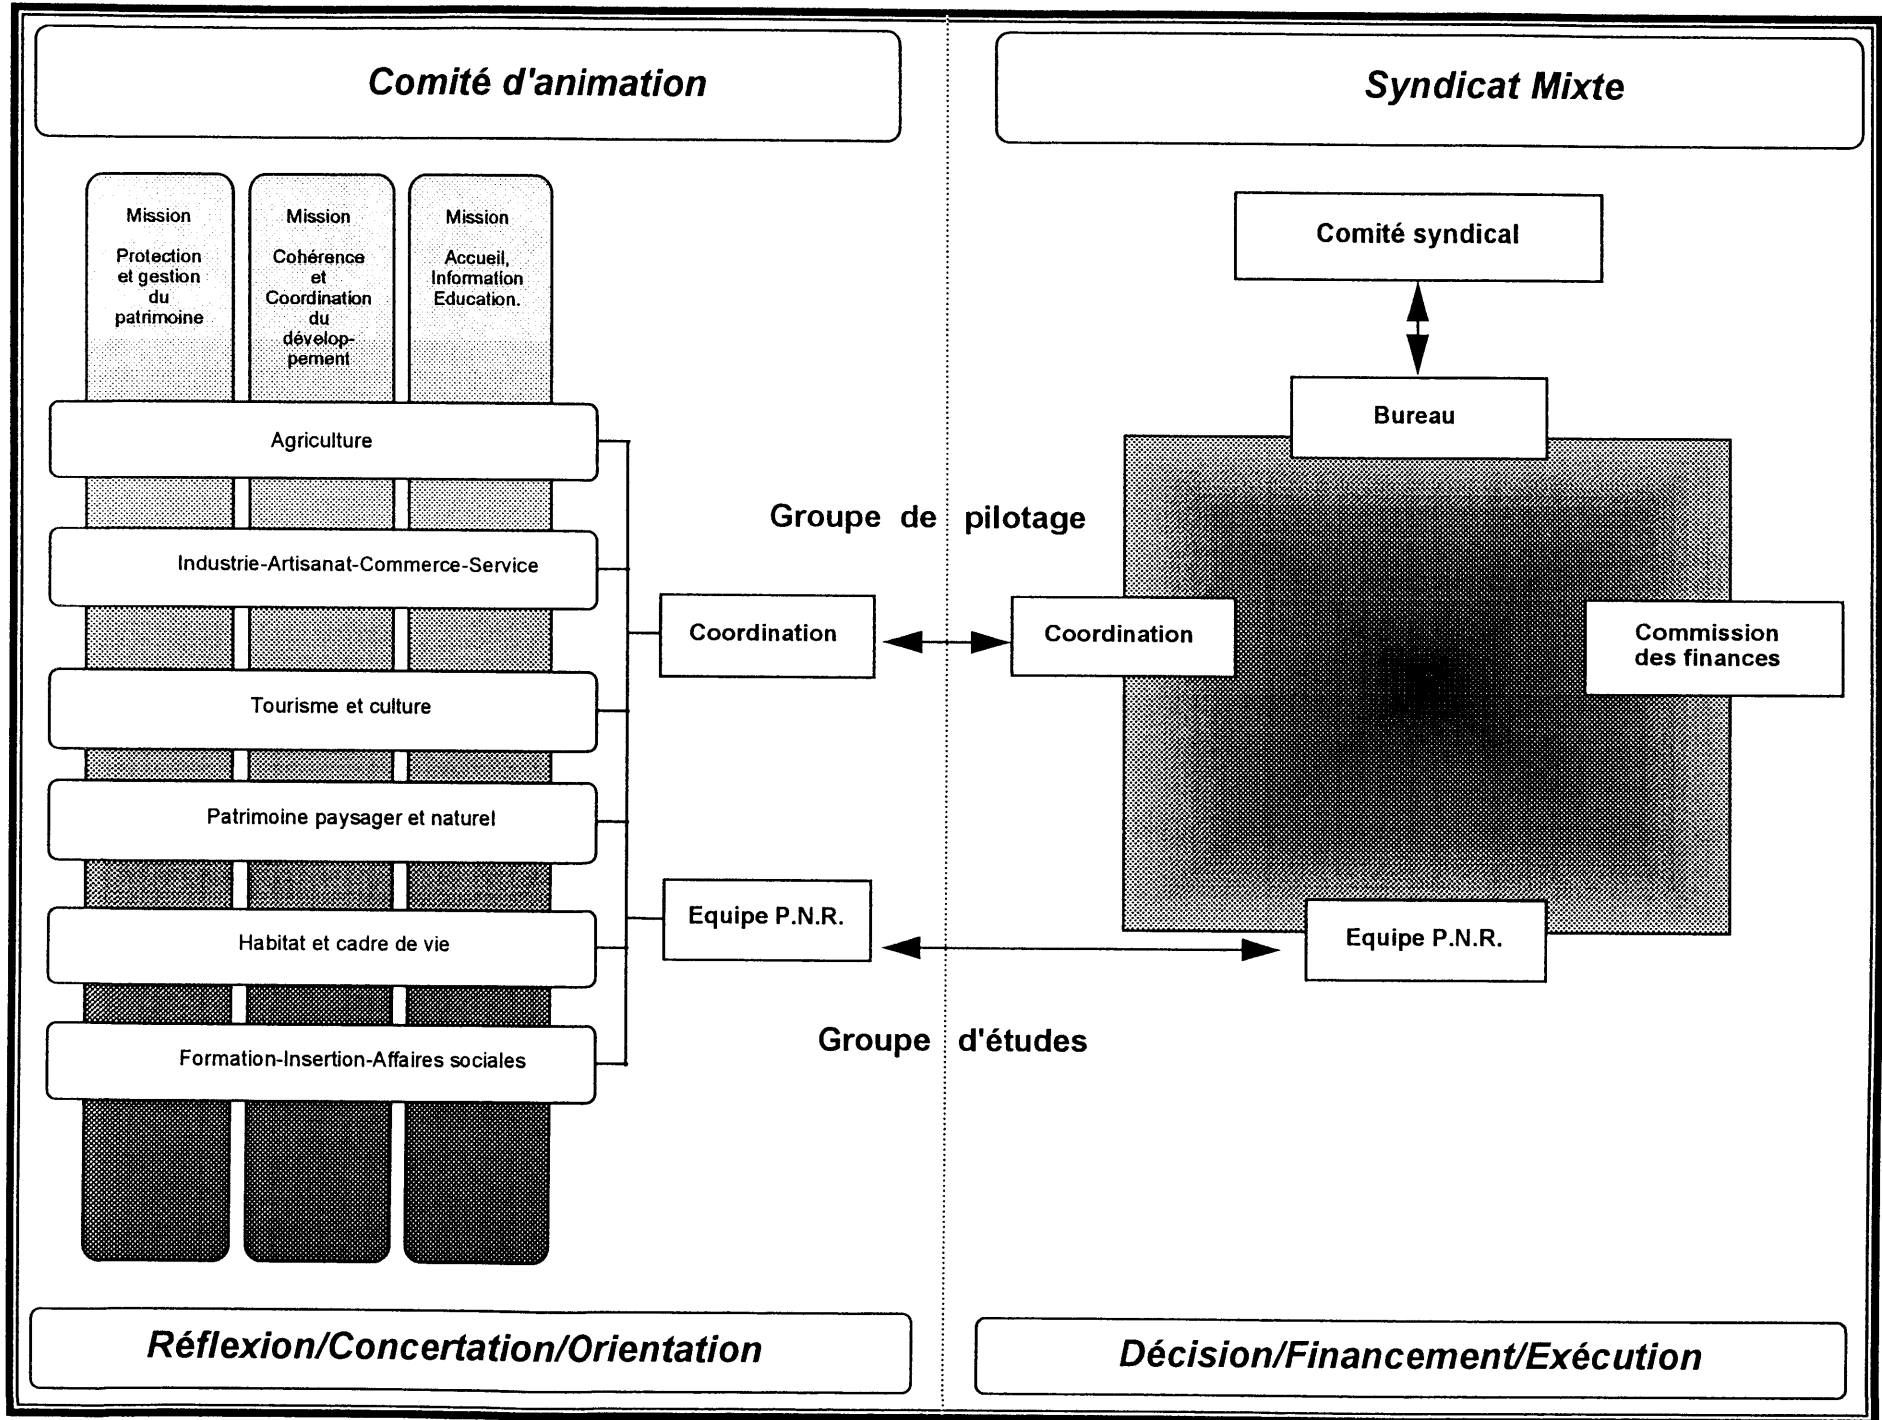 Comité d'animation
Mission
Protection
et gestion
du
patrimoine
Mission
Cohérence
et
Coordination
du
dévelop-
pement
Mission
Accueil,
Information
Education.
Agriculture
Industrie-Artisanat-Commerce-Service
Tourisme et culture
Patrimoine paysager et naturel
Habitat et cadre de vie
Formation-Insertion-Affaires sociales
Coordination
Equipe P.N.R.
Groupe de pilotage
Groupe d'études
Réflexion/Concertation/Orientation
Syndicat Mixte
Comité syndical
Bureau
Coordination
Commission
des finances
Equipe P.N.R.
Décision/Financement/Exécution